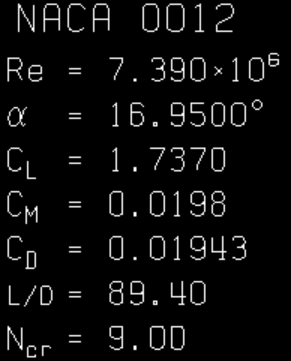 NACA 0012
Re = 7.390×10⁶
α = 16.9500°
C_L = 1.7370
C_M = 0.0198
C_D = 0.01943
L/D = 89.40
N_cr = 9.00